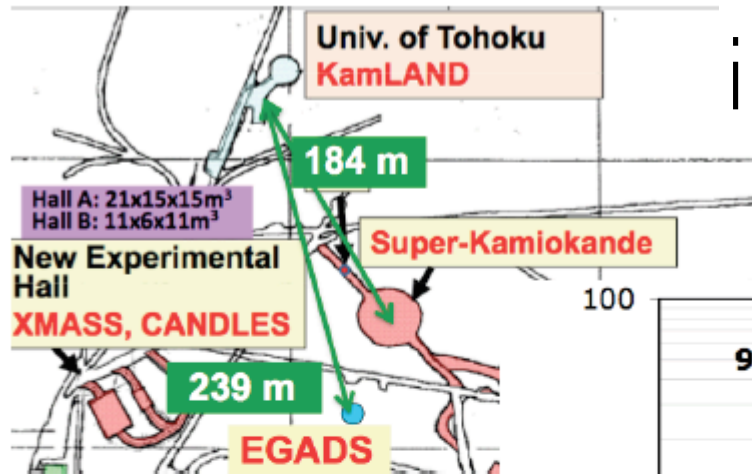 Univ. of Tohoku
KamLAND
184 m
Hall A: 21x15x15m³
Hall B: 11x6x11m³
New Experimental
Hall
XMASS, CANDLES
Super-Kamiokande
239 m
EGADS
100
9
i